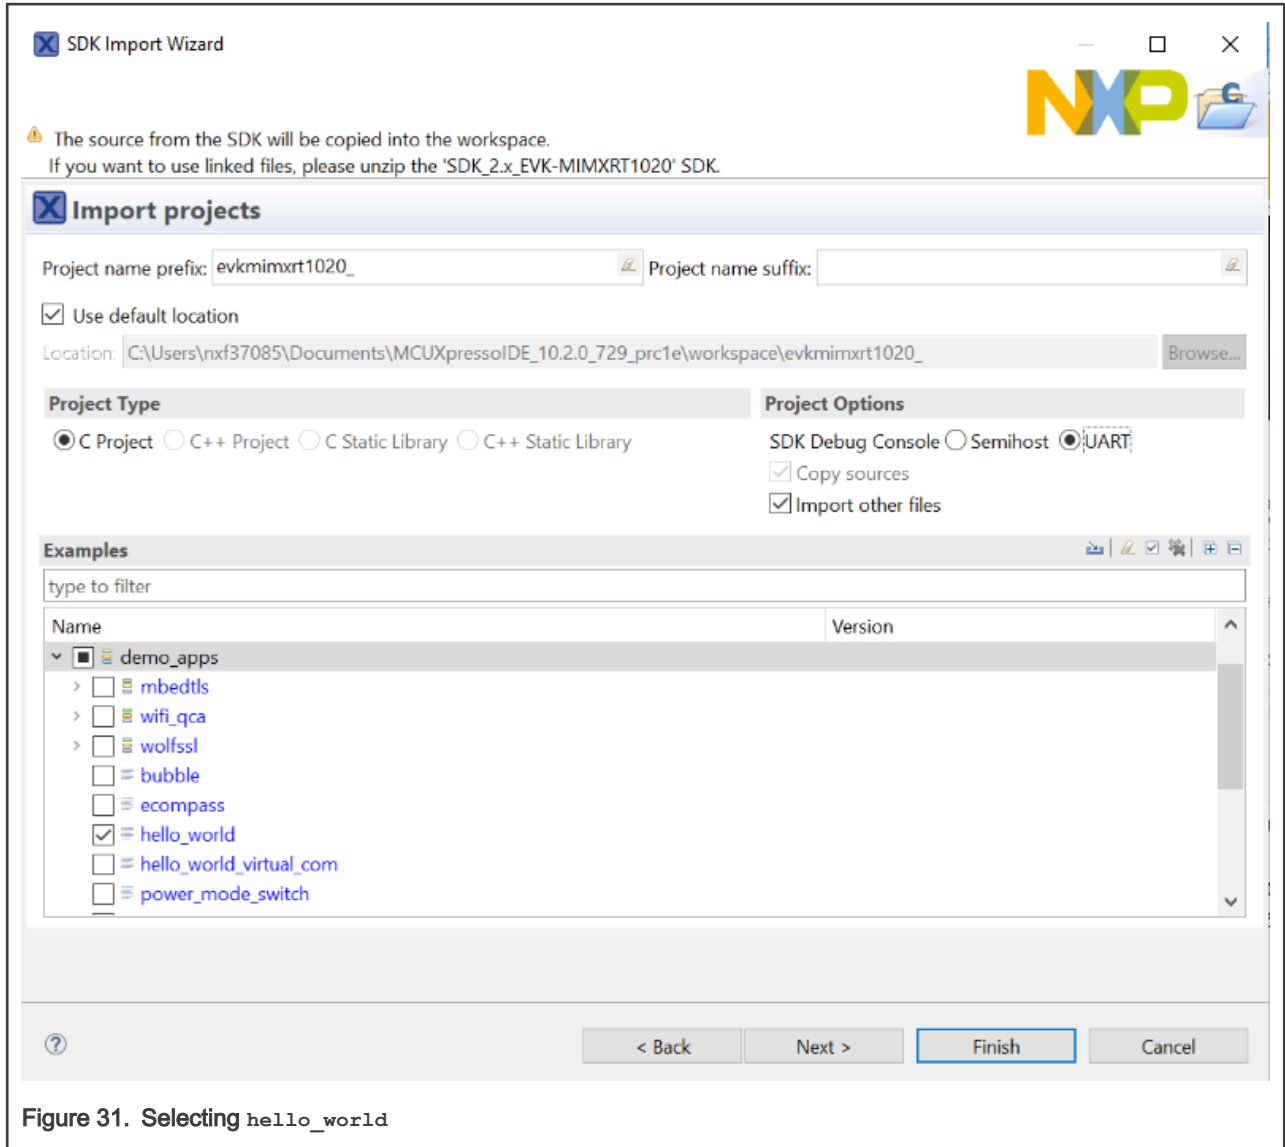 SDK Import Wizard
NXP
The source from the SDK will be copied into the workspace.
If you want to use linked files, please unzip the 'SDK_2.x_EVK-MIMXRT1020' SDK.
Import projects
Project name prefix: evkmimxrt1020_ Project name suffix:
Use default location
Location: C:\Users\nxf37085\Documents\MCUXpressoIDE_10.2.0_729_prc1e\workspace\evkmimxrt1020_ Browse...
Project Type Project Options
C Project C++ Project C Static Library C++ Static Library SDK Debug Console Semihost UART
Copy sources
Import other files
Examples
type to filter
Name Version
demo_apps
mbedtls
wifi_qca
wolfssl
bubble
ecompass
hello_world
hello_world_virtual_com
power_mode_switch
< Back Next > Finish Cancel
Figure 31. Selecting hello_world